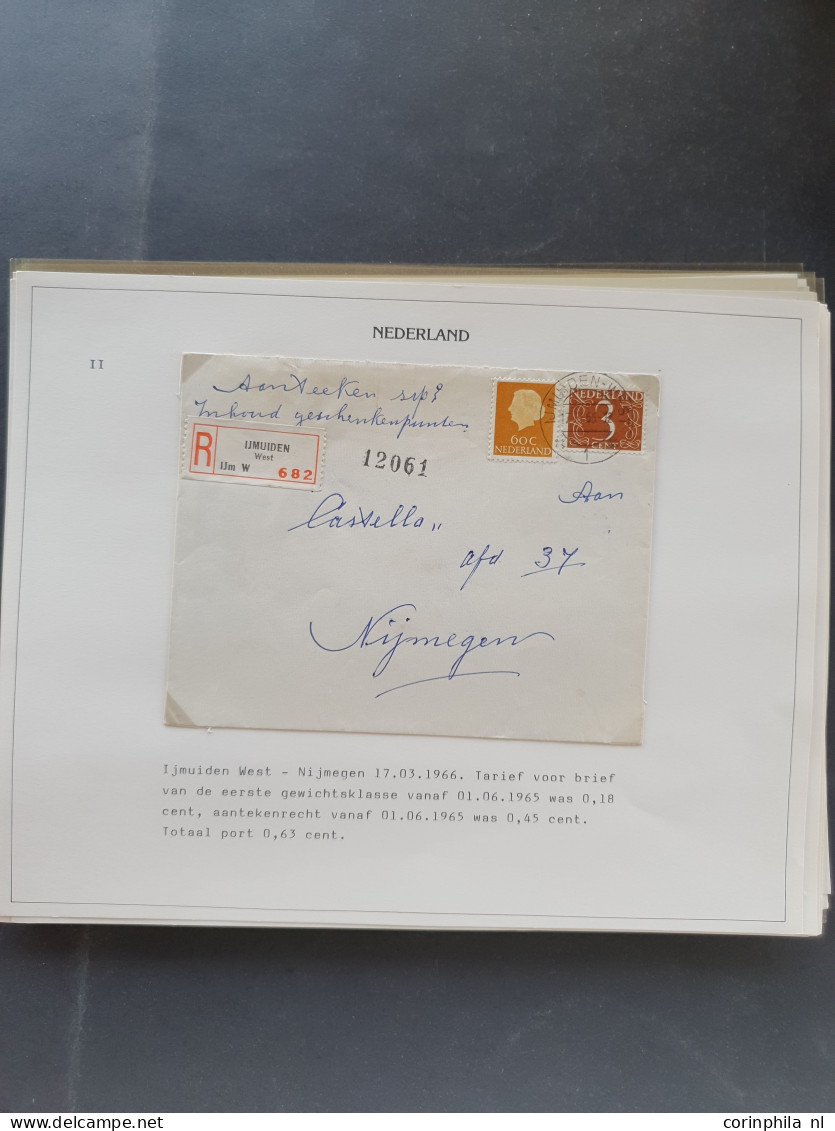 NEDERLAND
II
Aanteeken svp
Inhoud geschenkenpunten
60C
NEDERLAND
NEDERLAND
3
CENT
IJMUIDEN-W
1
R
IJMUIDEN
West
IJm W 682
12061
Aan
Castella
afd 37
Nijmegen
Ijmuiden West - Nijmegen 17.03.1966. Tarief voor brief
van de eerste gewichtsklasse vanaf 01.06.1965 was 0,18
cent, aantekenrecht vanaf 01.06.1965 was 0,45 cent.
Totaal port 0,63 cent.
www.delcampe.net
corinphila nl